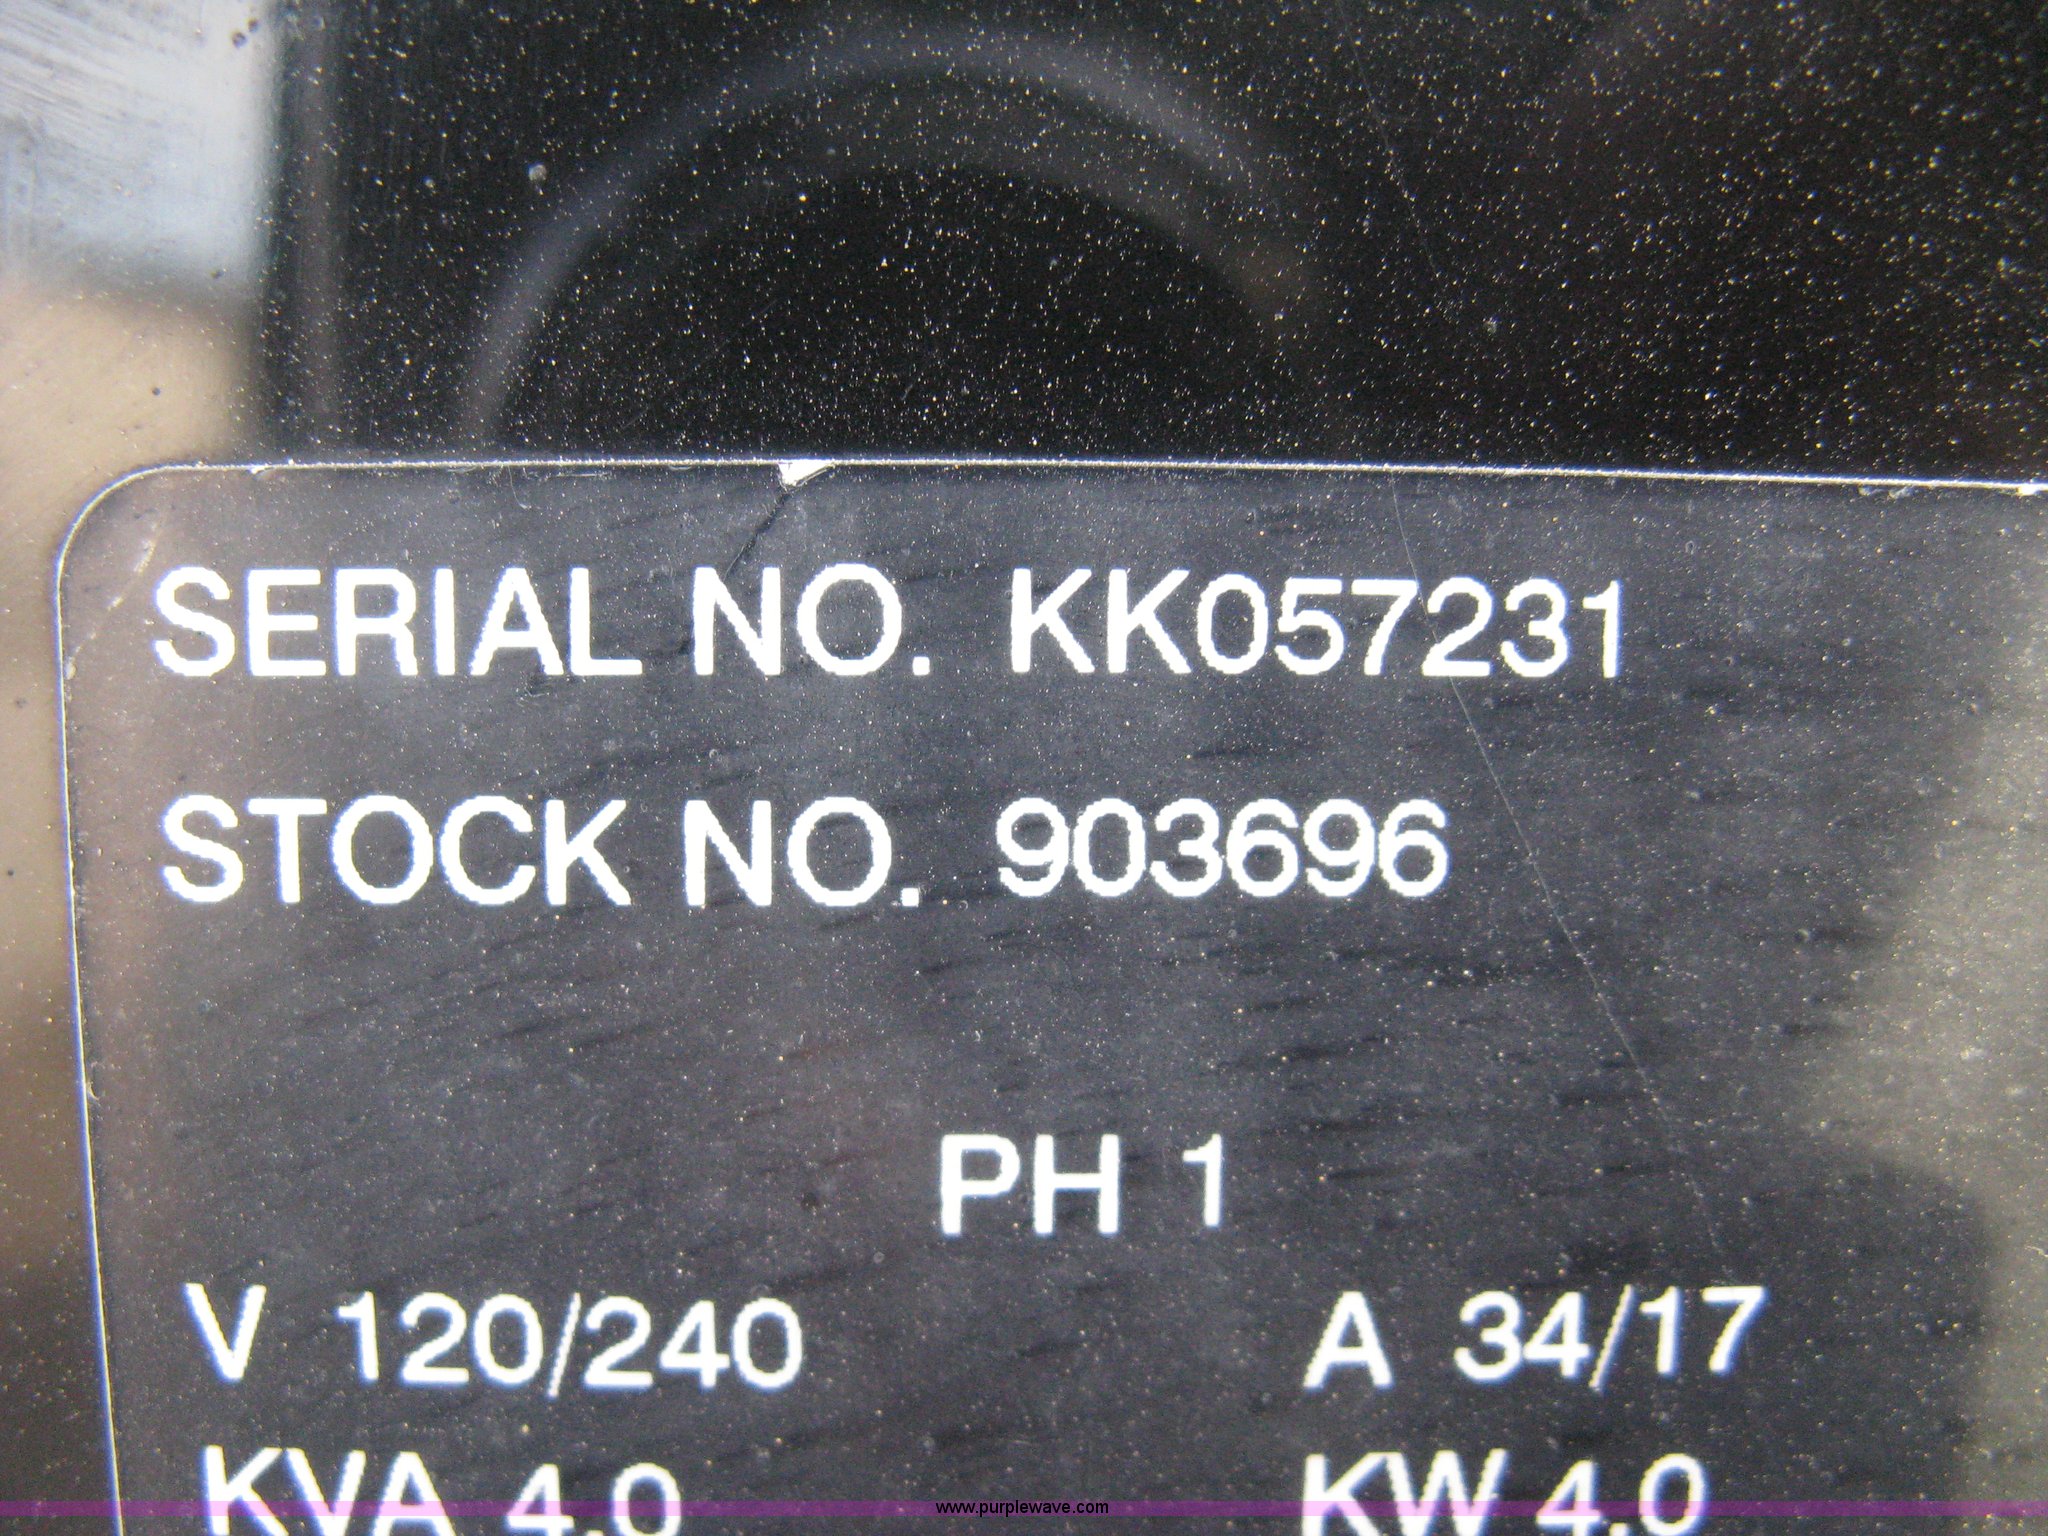 SERIAL NO. KK057231
STOCK NO. 903696
PH 1
V 120/240 A 34/17
KVA 4.0 KW 4.0
www.purplewave.com